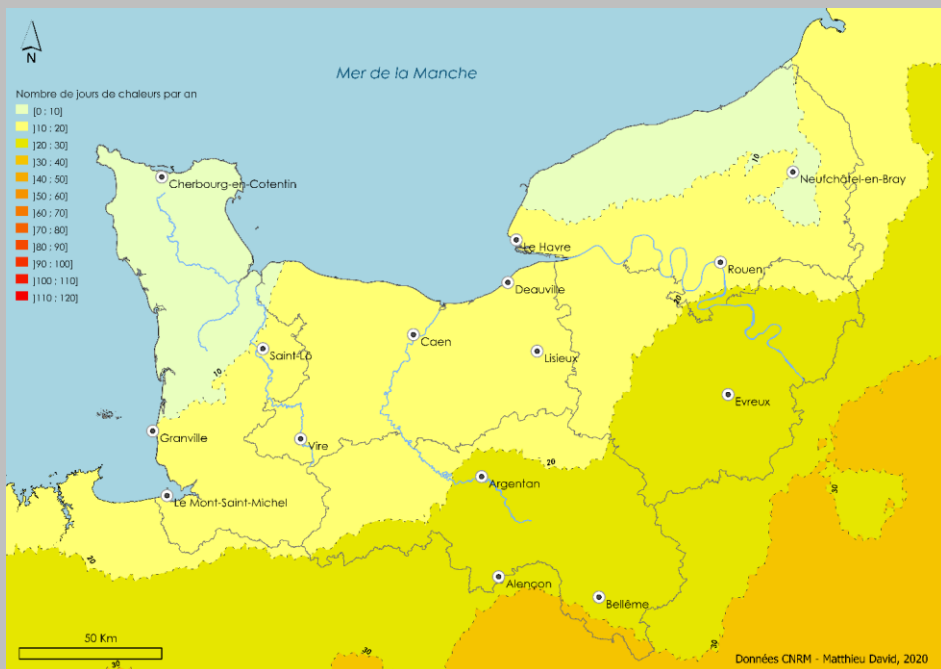 N
Mer de la Manche
Nombre de jours de chaleurs par an
[0 : 10]
]10 : 20]
]20 : 30]
]30 : 40]
]40 : 50]
]50 : 60]
]60 : 70]
]70 : 80]
]80 : 90]
]90 : 100]
]100 : 110]
]110 : 120]
10
Cherbourg-en-Cotentin
Neufchâtel-en-Bray
Le Havre
Rouen
Deauville
20
Caen
Saint-Lô
Lisieux
10
Evreux
Granville
Vire
20
Argentan
30
Le Mont-Saint-Michel
20
Alençon
Bellême
50 Km
30
30
30
Données CNRM - Matthieu David, 2020